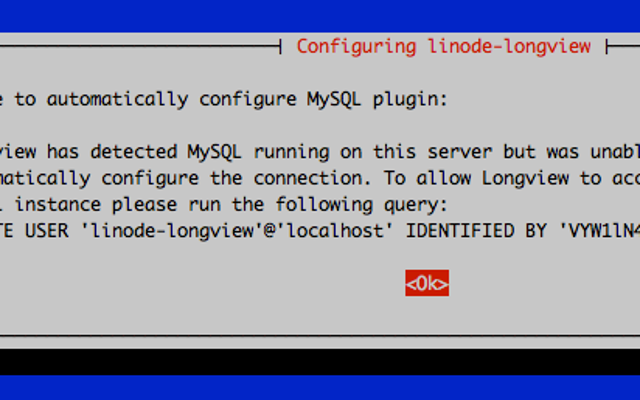 Configuring linode-longview
e to automatically configure MySQL plugin:
view has detected MySQL running on this server but was unabl
matically configure the connection. To allow Longview to acc
instance please run the following query:
TE USER 'linode-longview'@'localhost' IDENTIFIED BY 'VYW1lN4
<Ok>